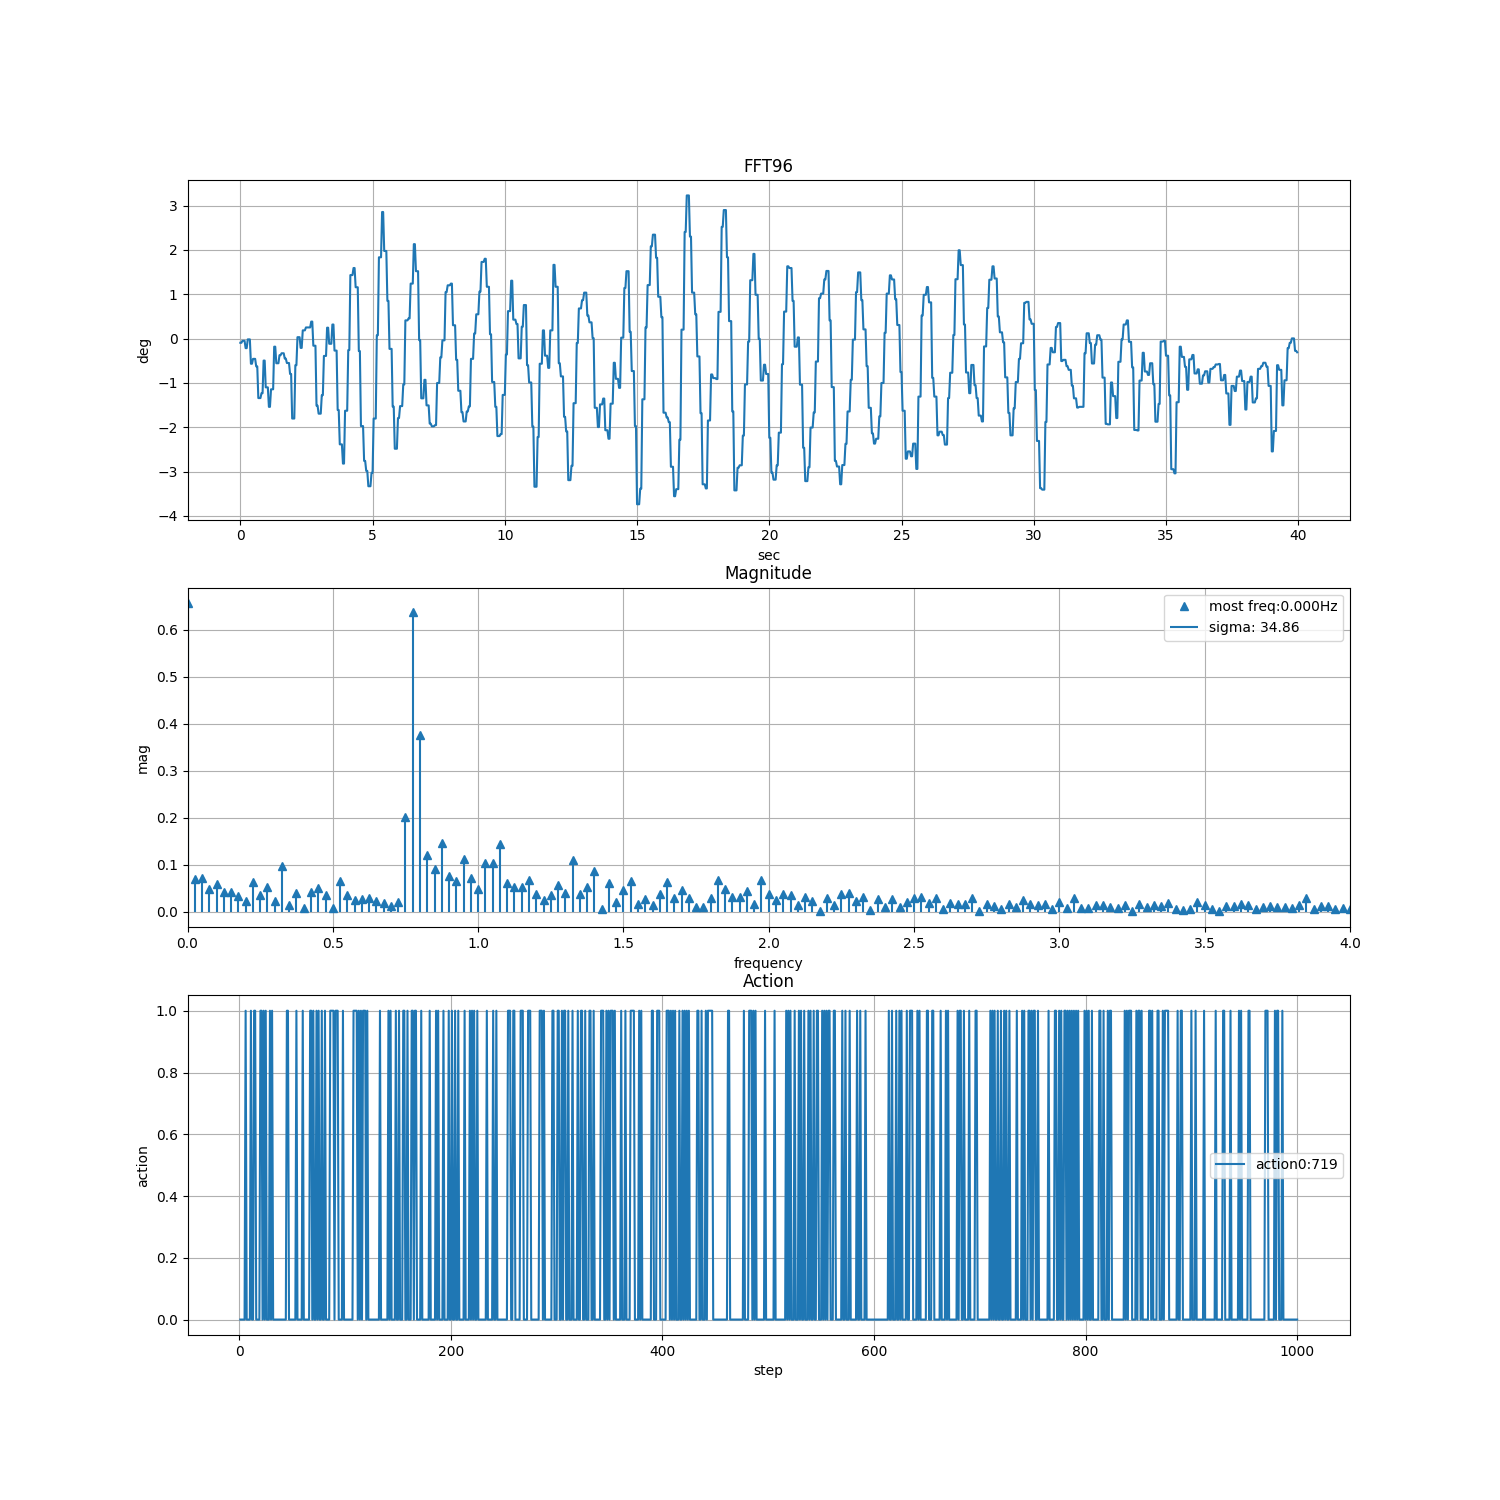 FFT96
3
2
1
0
−1
−2
−3
−4
deg
0 5 10 15 20 25 30 35 40
sec
Magnitude
0.6
0.5
0.4
0.3
0.2
0.1
0.0
mag
most freq:0.000Hz
sigma: 34.86
0.0 0.5 1.0 1.5 2.0 2.5 3.0 3.5 4.0
frequency
Action
1.0
0.8
0.6
0.4
0.2
0.0
action
action0:719
0 200 400 600 800 1000
step